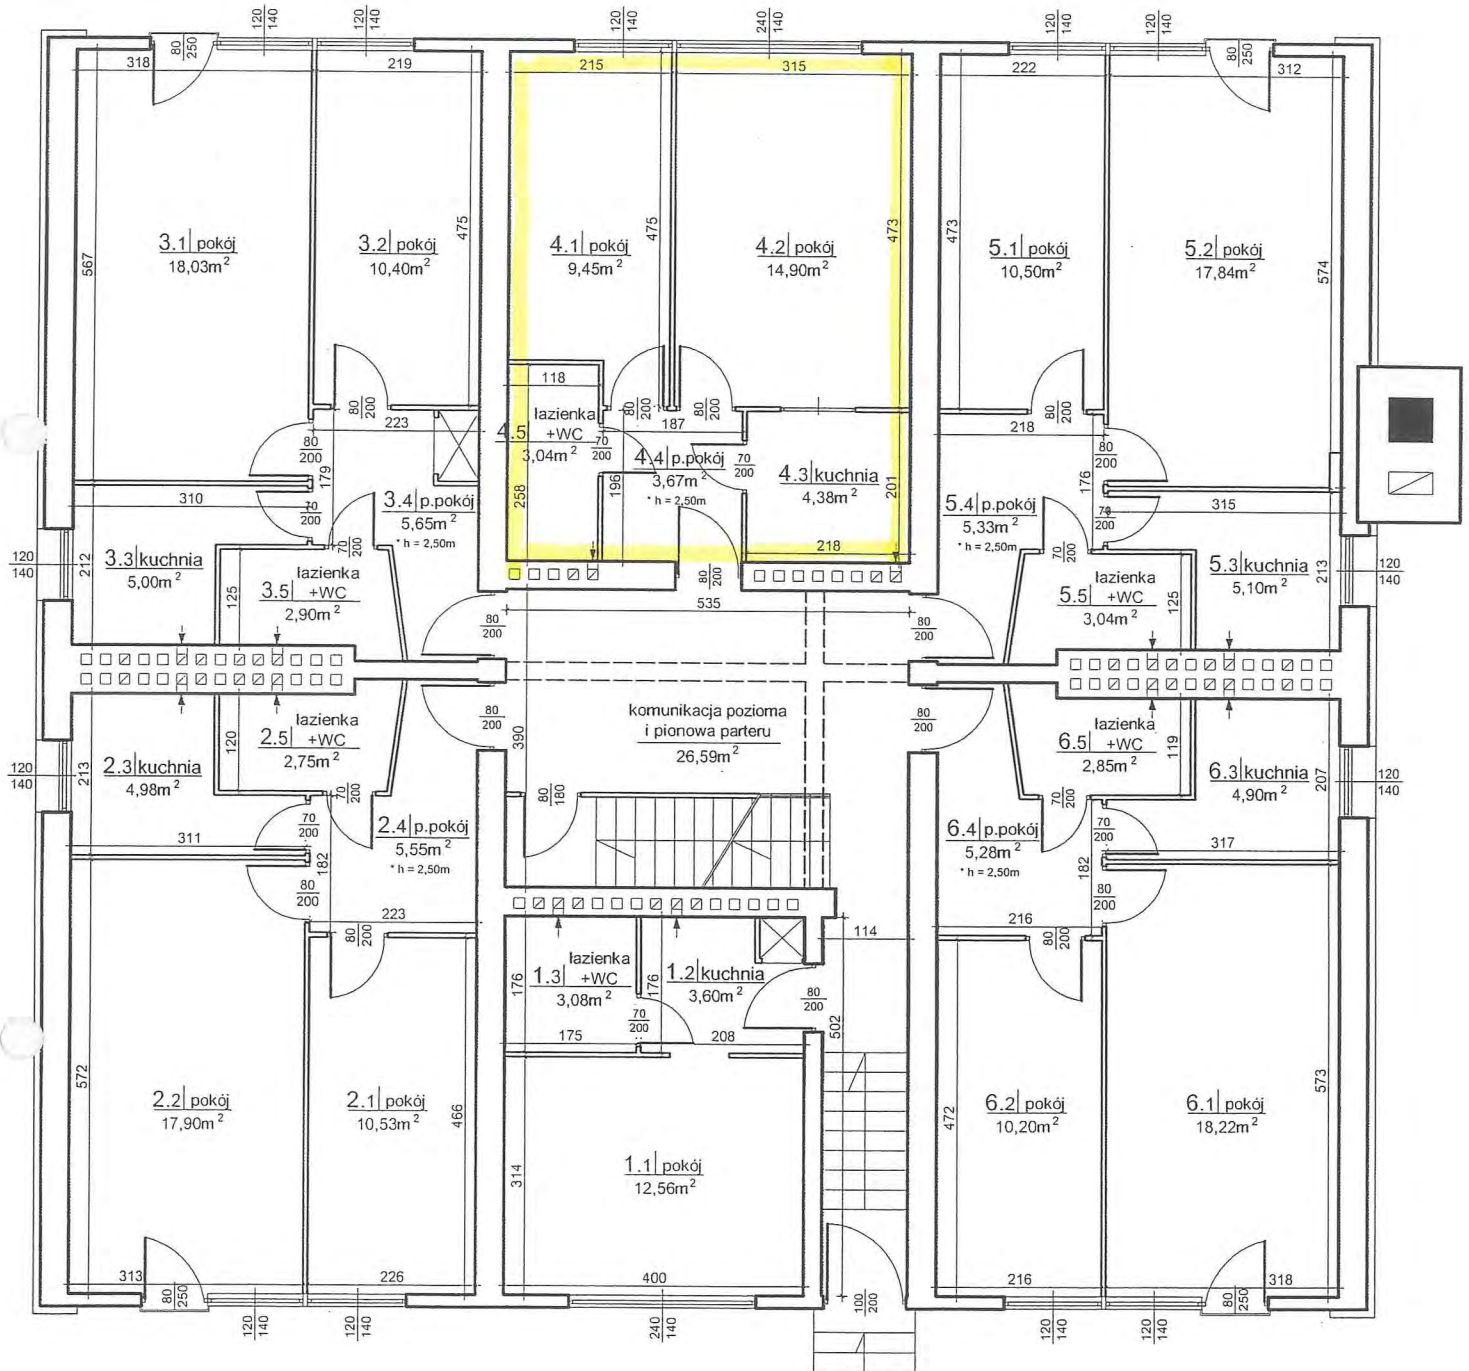 120/140
120/140
120/140
240/140
120/140
120/140
80/250
80/250
318
219
215
315
222
312
567
475
475
473
473
574
3.1 pokój
18,03m²
3.2 pokój
10,40m²
4.1 pokój
9,45m²
4.2 pokój
14,90m²
5.1 pokój
10,50m²
5.2 pokój
17,84m²
118
80/200
80/200
80/200
80/200
223
187
218
80/200
80/200
179
łazienka
4.5 +WC
3,04m²
70/200
196
258
4.4 p.pokój
3,67m²
* h = 2,50m
70/200
4.3 kuchnia
4,38m²
201
218
176
310
70/200
70/200
315
3.4 p.pokój
5,65m²
* h = 2,50m
5.4 p.pokój
5,33m²
* h = 2,50m
120/140
212
3.3 kuchnia
5,00m²
70/200
125
łazienka
3.5 +WC
2,90m²
80/200
535
80/200
80/200
70/200
łazienka
5.5 +WC
3,04m²
125
5.3 kuchnia
5,10m²
213
120/140
80/200
80/200
390
komunikacja pozioma
i pionowa parteru
26,59m²
120
łazienka
2.5 +WC
2,75m²
2.3 kuchnia
4,98m²
213
120/140
łazienka
6.5 +WC
2,85m²
119
6.3 kuchnia
4,90m²
207
120/140
70/200
80/180
70/200
70/200
70/200
311
182
2.4 p.pokój
5,55m²
* h = 2,50m
6.4 p.pokój
5,28m²
* h = 2,50m
182
317
80/200
80/200
223
80/200
216
80/200
114
176
łazienka
1.3 +WC
3,08m²
176
1.2 kuchnia
3,60m²
80/200
70/200
175
208
502
572
2.2 pokój
17,90m²
2.1 pokój
10,53m²
466
314
1.1 pokój
12,56m²
472
6.2 pokój
10,20m²
6.1 pokój
18,22m²
573
313
226
400
216
318
80/250
100/200
80/250
120/140
120/140
240/140
120/140
120/140